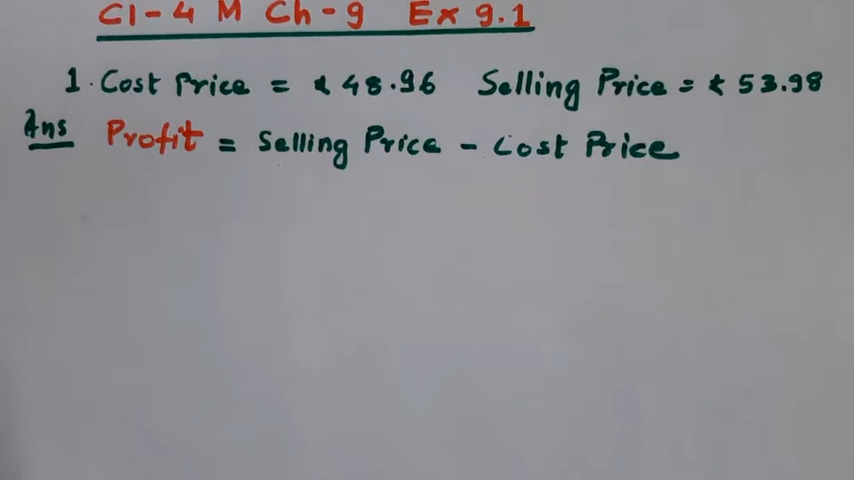 Cl-4 M Ch-9 Ex 9.1
1. Cost Price = ₹ 48.96 Selling Price = ₹ 53.98
Ans Profit = Selling Price - Cost Price